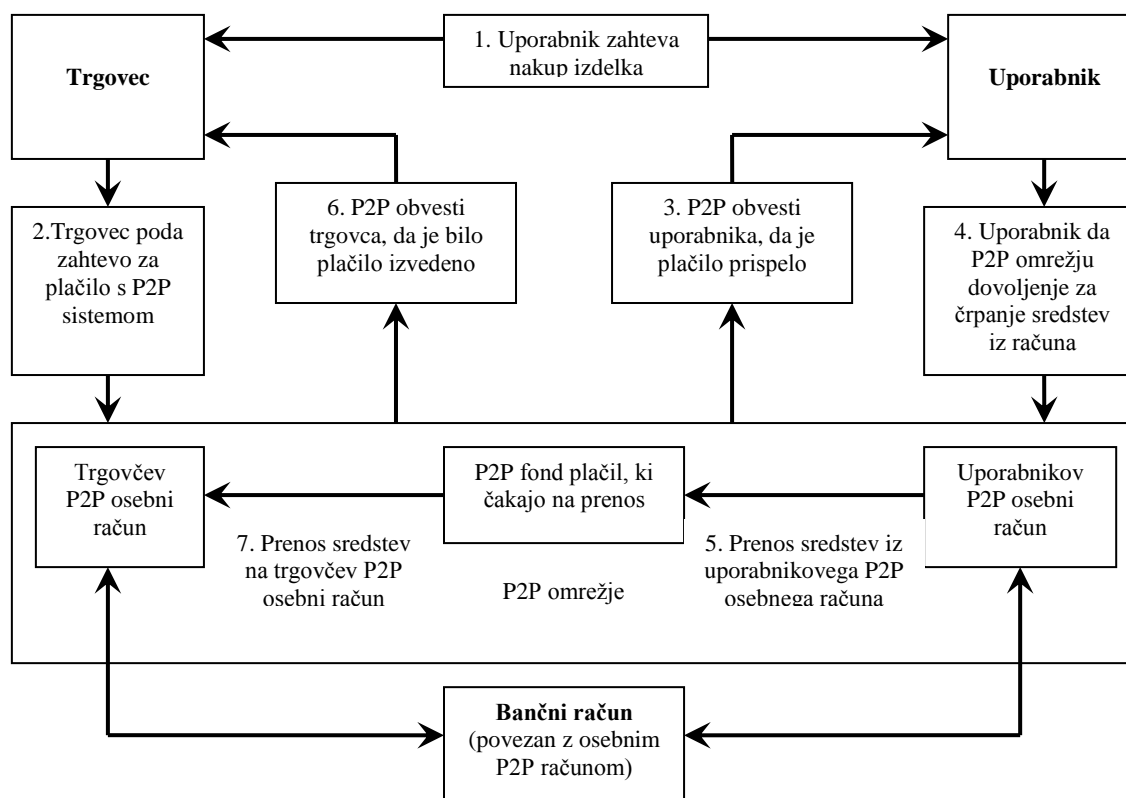 1. Uporabnik zahteva
nakup izdelka
Trgovec
Uporabnik
2.Trgovec poda
zahtevo za
plačilo s P2P
sistemom
6. P2P obvesti
trgovca, da je bilo
plačilo izvedeno
3. P2P obvesti
uporabnika, da je
plačilo prispelo
4. Uporabnik da
P2P omrežju
dovoljenje za
črpanje sredstev
iz računa
Trgovčev
P2P osebni
račun
P2P fond plačil, ki
čakajo na prenos
Uporabnikov
P2P osebni
račun
7. Prenos sredstev
na trgovčev P2P
osebni račun
P2P omrežje
5. Prenos sredstev iz
uporabnikovega P2P
osebnega računa
Bančni račun
(povezan z osebnim
P2P računom)